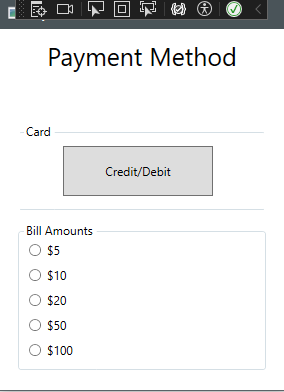 Payment Method
Card
Credit/Debit
Bill Amounts
$5
$10
$20
$50
$100